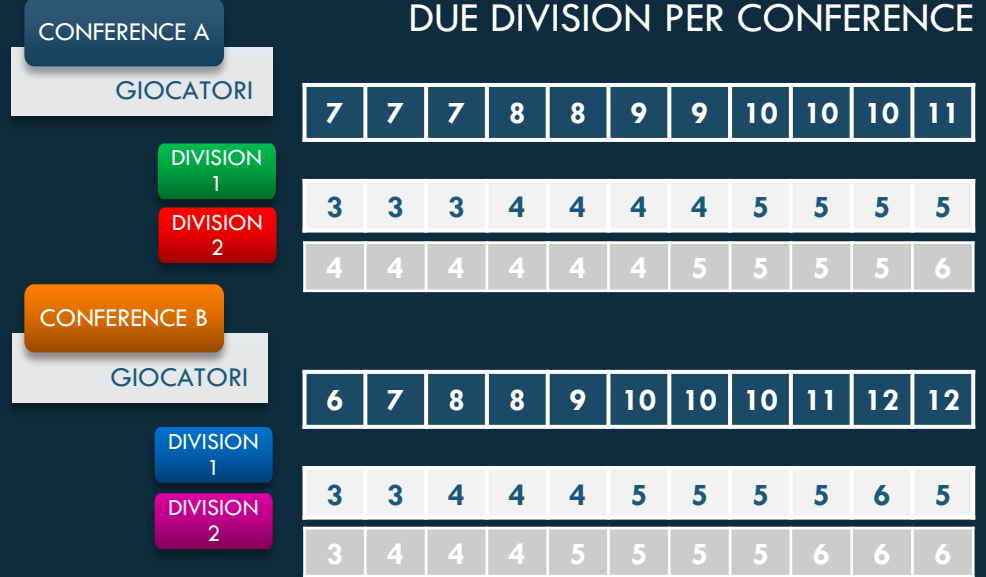 DUE DIVISION PER CONFERENCE
CONFERENCE A
GIOCATORI
7 7 7 8 8 9 9 10 10 10 11
DIVISION
1
3 3 3 4 4 4 4 5 5 5 5
DIVISION
2
4 4 4 4 4 4 5 5 5 5 6
CONFERENCE B
GIOCATORI
6 7 8 8 9 10 10 10 11 12 12
DIVISION
1
3 3 4 4 4 5 5 5 5 6 5
DIVISION
2
3 4 4 4 5 5 5 5 6 6 6